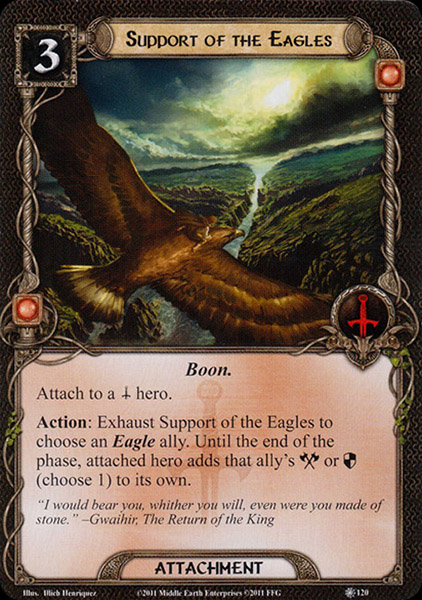 3
SUPPORT OF THE EAGLES
Boon.
Attach to a hero.
Action: Exhaust Support of the Eagles to
choose an Eagle ally. Until the end of the
phase, attached hero adds that ally's or
(choose 1) to its own.
"I would bear you, whither you will, even were you made of
stone." –Gwaihir, The Return of the King
ATTACHMENT
Illus. Illich Henriquez ©2011 Middle Earth Enterprises ©2011 FFG 120